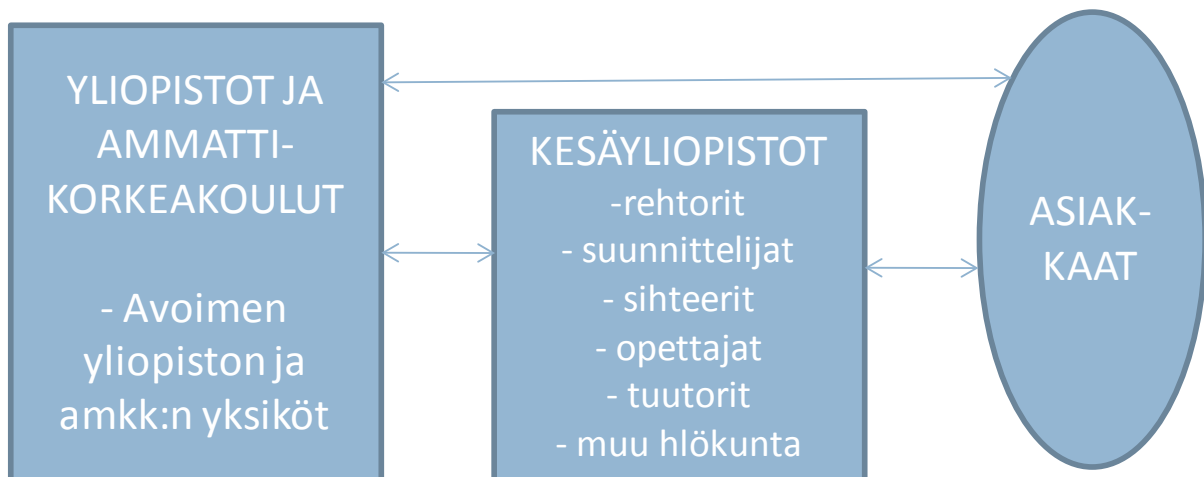 YLIOPISTOT JA
AMMATTI-
KORKEAKOULUT
- Avoimen
yliopiston ja
amkk:n yksiköt
KESÄYLIOPISTOT
-rehtorit
- suunnittelijat
- sihteerit
- opettajat
- tuutorit
- muu hlökunta
ASIAK-
KAAT